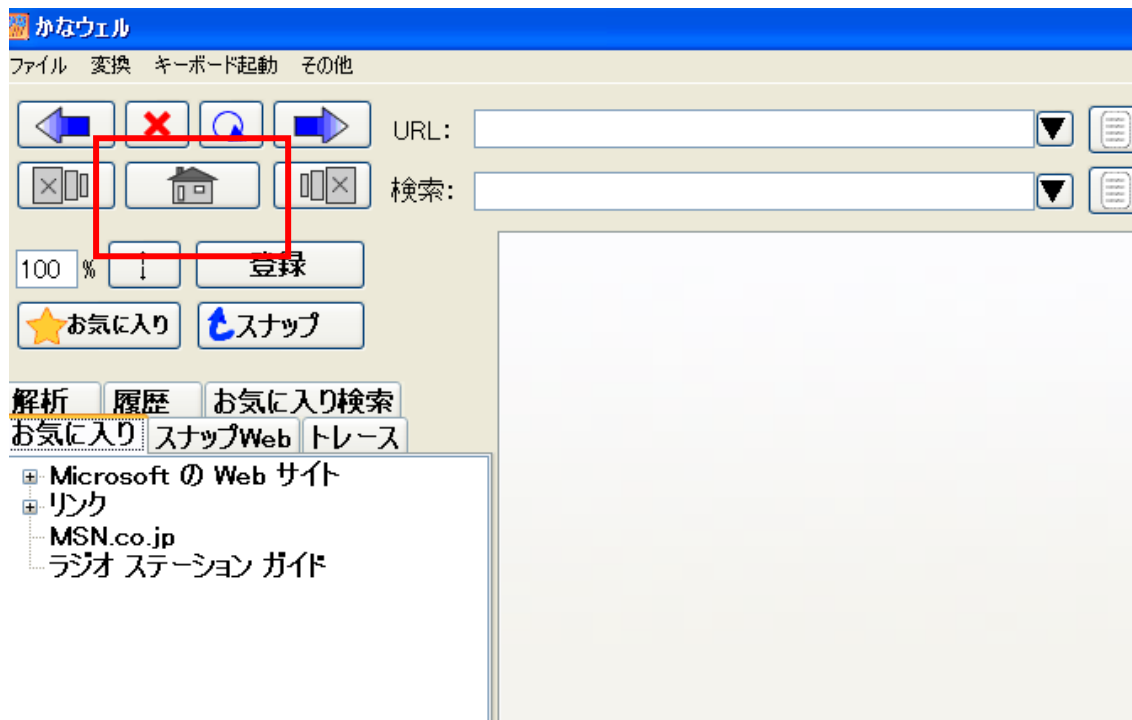 かなウェル
ファイル 変換 キーボード起動 その他
URL:
検索:
100 % 登録
お気に入り スナップ
解析 履歴 お気に入り検索
お気に入り スナップWeb トレース
Microsoft の Web サイト
リンク
MSN.co.jp
ラジオ ステーション ガイド